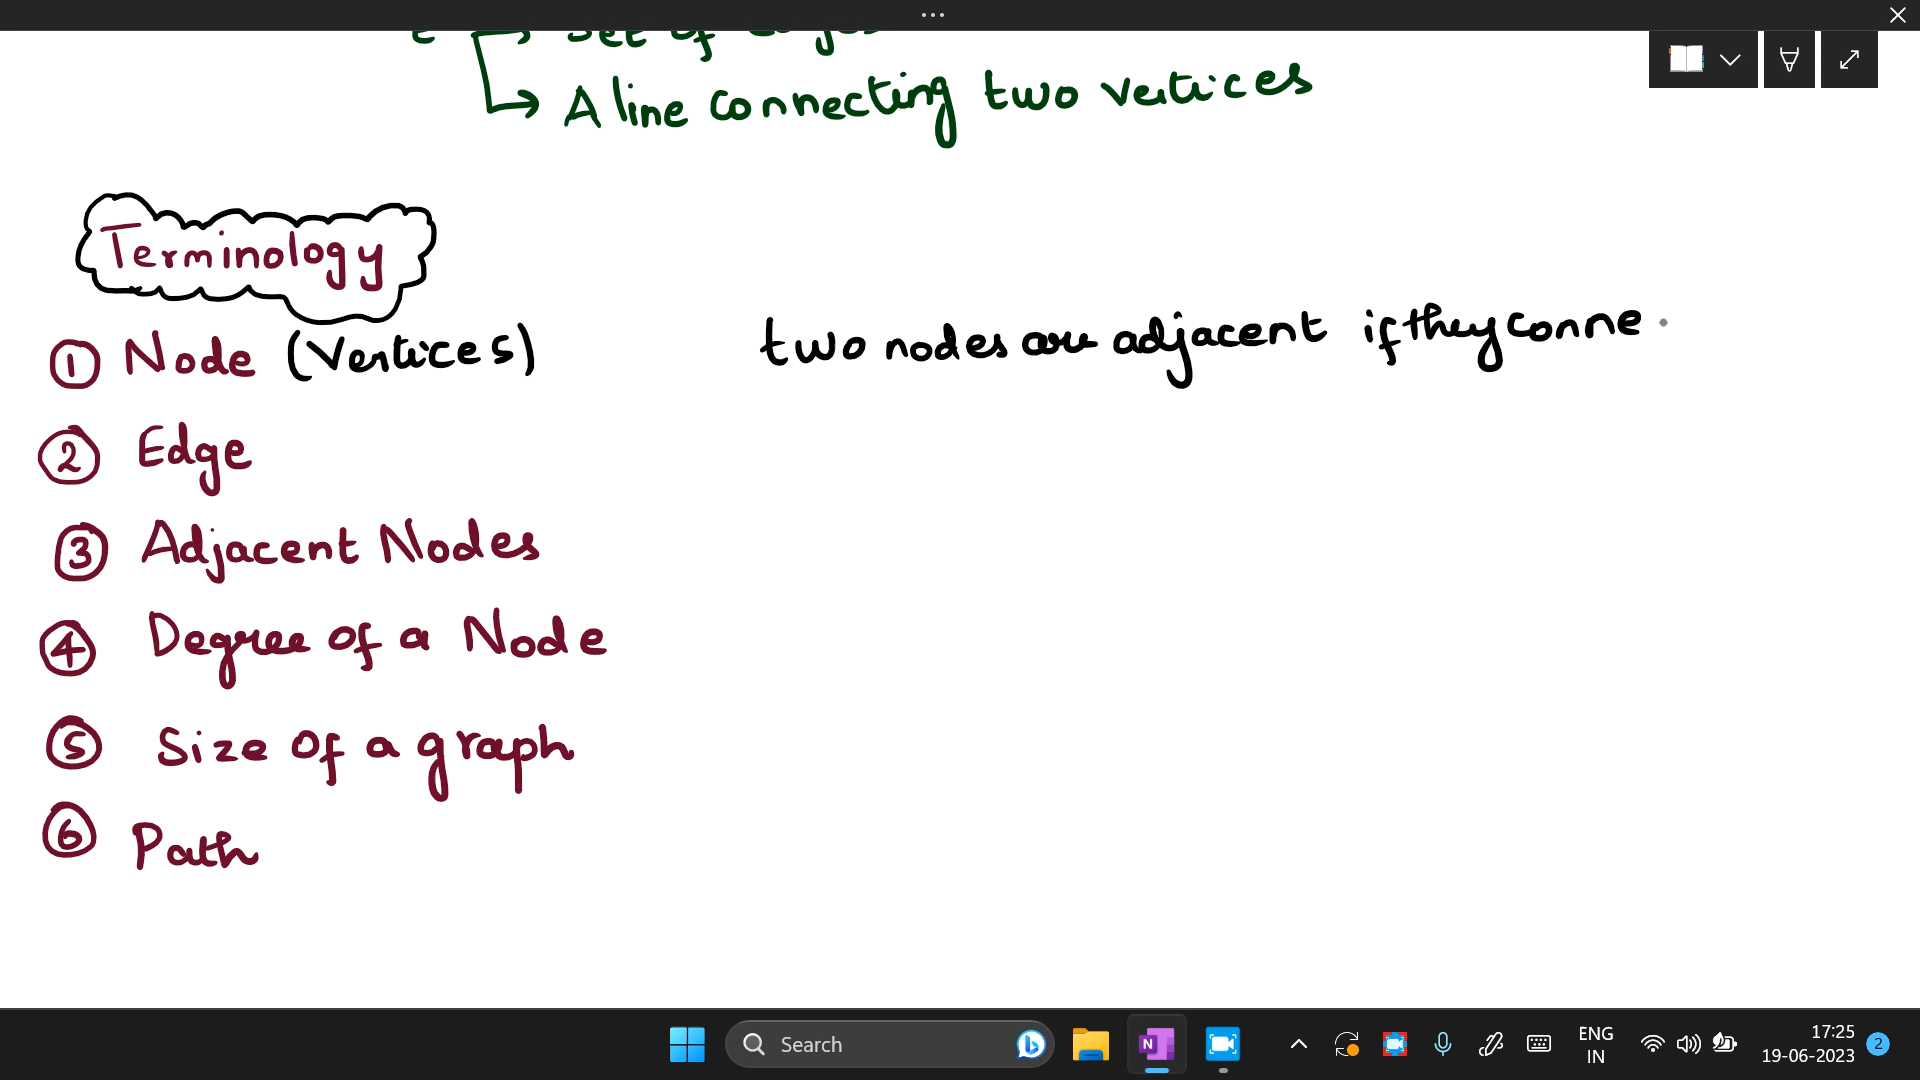 A line connecting two vertices
Terminology
① Node (Vertices)
two nodes are adjacent if they conne
② Edge
③ Adjacent Nodes
④ Degree of a Node
⑤ Size of a graph
⑥ Path
Search
ENG
IN
17:25
19-06-2023
2